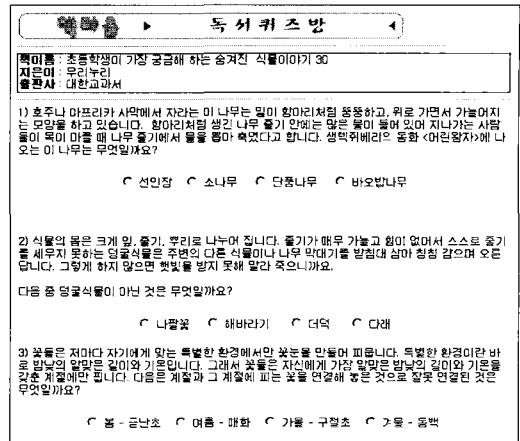 책마을 ▶ 독서퀴즈방 ◀
책이름 : 초등학생이 가장 궁금해 하는 숨겨진 식물이야기 30
지은이 : 우리누리
출판사 : 대한교과서
1) 호주나 아프리카 사막에서 자라는 이 나무는 밑이 항아리처럼 뚱뚱하고, 위로 가면서 가늘어지
는 모양을 하고 있습니다. 항아리처럼 생긴 나무 줄기 안에는 많은 물이 들어 있어 지나가는 사람
들이 목이 마를 때 나무 줄기에서 물을 뽑아 마셨다고 합니다. 생텍쥐베리의 동화 <어린왕자>에 나
오는 이 나무는 무엇일까요?
선인장 소나무 단풍나무 바오밥나무
2) 식물의 몸은 크게 잎, 줄기, 뿌리로 나누어 집니다. 줄기가 매우 가늘고 힘이 없어서 스스로 줄기
를 세우지 못하는 덩굴식물은 주변의 다른 식물이나 나무 막대기를 받침대 삼아 칭칭 감으며 오른
답니다. 그렇게 하지 않으면 햇빛을 받지 못해 말라 죽으니까요.
다음 중 덩굴식물이 아닌 것은 무엇일까요?
나팔꽃 해바라기 더덕 다래
3) 꽃들은 저마다 자기에게 맞는 특별한 환경에서만 꽃눈을 만들어 피웁니다. 특별한 환경이란 바
로 밤낮의 알맞은 길이와 기온입니다. 그래서 꽃들은 자신에게 가장 알맞은 밤낮의 길이와 기온을
갖춘 계절에만 핍니다. 다음은 계절과 그 계절에 피는 꽃을 연결해 놓은 것으로 잘못 연결된 것은
무엇일까요?
봄 - 금난초 여름 - 매화 가을 - 구절초 겨울 - 동백